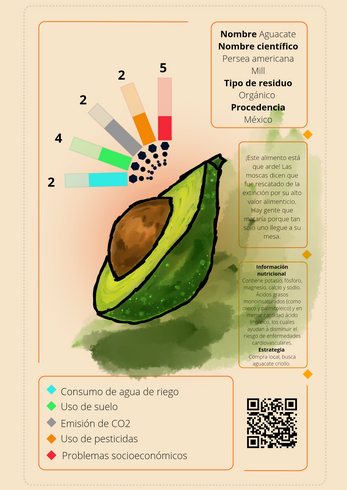 Nombre Aguacate
Nombre científico
Persea americana
Mill
Tipo de residuo
Orgánico
Procedencia
México
5
2
2
4
2
¡Este alimento está
que arde! Las
moscas dicen que
fue rescatado de la
extinción por su alto
valor alimenticio.
Hay gente que
mataría porque tan
solo uno llegue a su
mesa.
Información
nutricional
Contiene potasio, fósforo,
magnesio, calcio y sodio.
Ácidos grasos
monoinsaturados (como
oleico y palmitoleico) y en
menor cantidad ácido
linoleico, los cuales
ayudan a disminuir el
riesgo de enfermedades
cardiovasculares.
Estrategia
Compra local, busca
aguacate criollo.
Consumo de agua de riego
Uso de suelo
Emisión de CO2
Uso de pesticidas
Problemas socioeconómicos